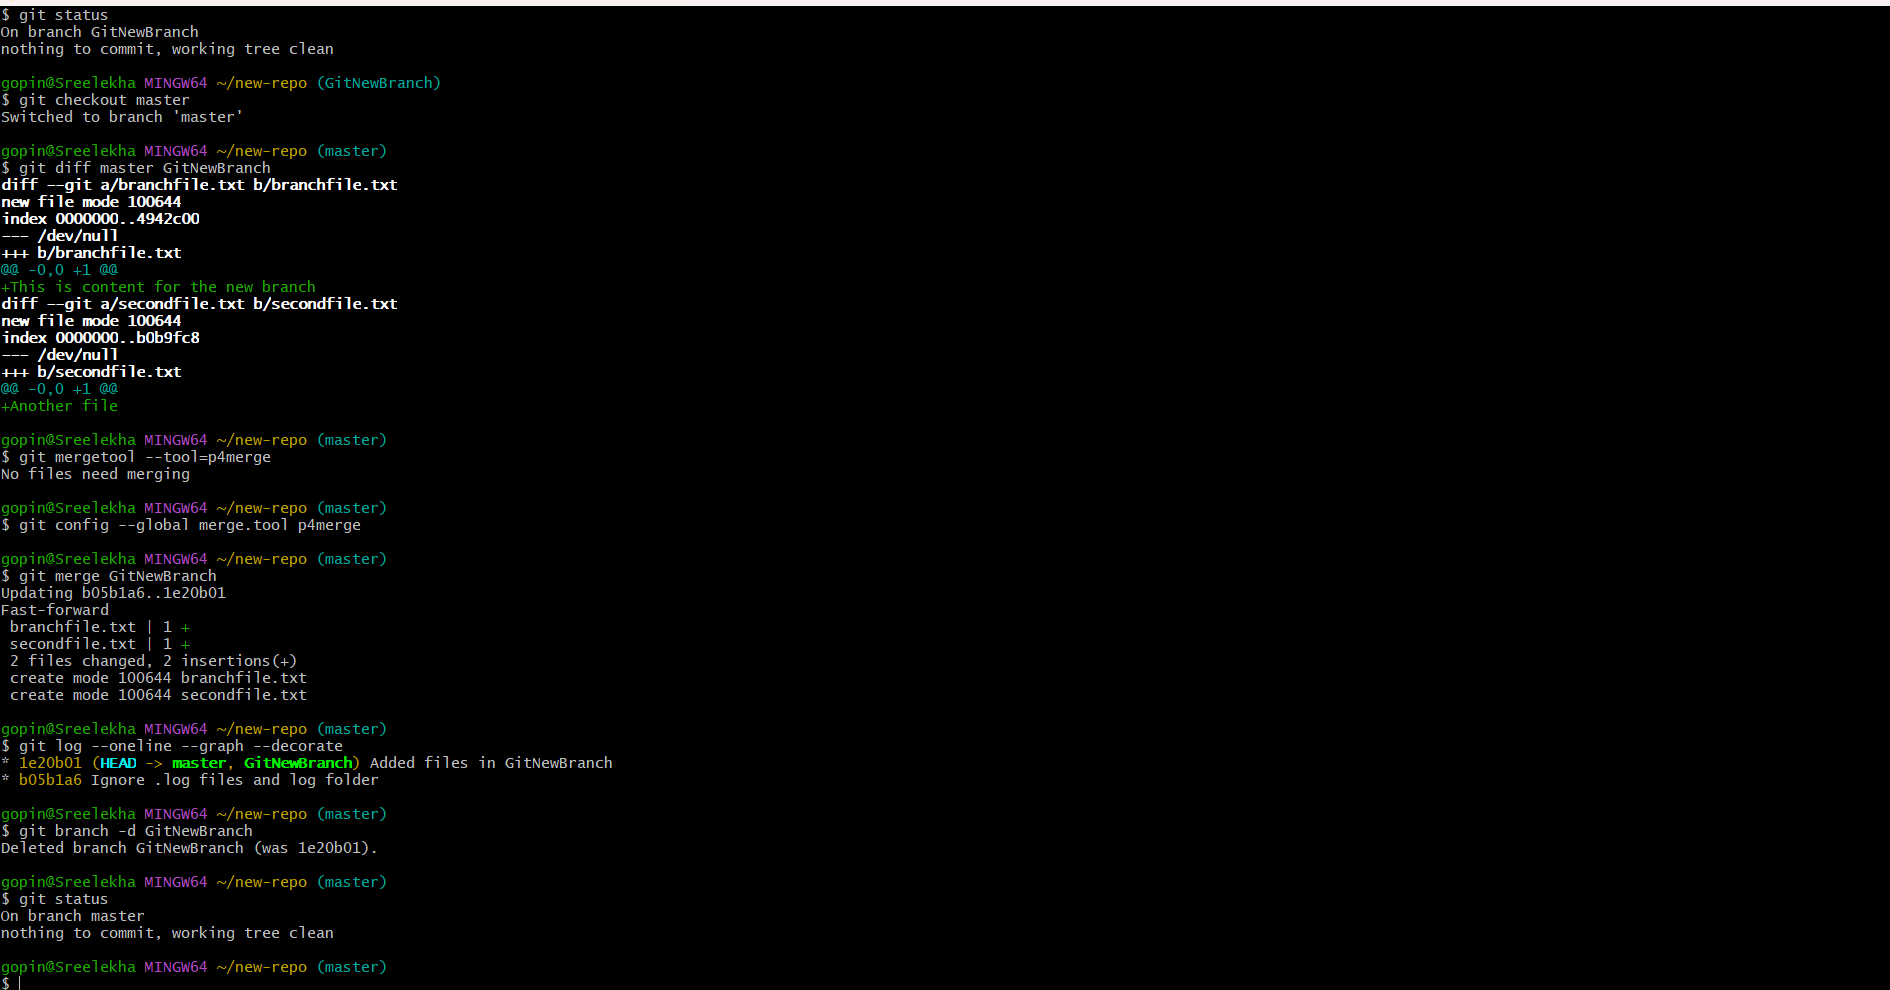 $ git status
On branch GitNewBranch
nothing to commit, working tree clean
gopin@Sreelekha MINGW64 ~/new-repo (GitNewBranch)
$ git checkout master
Switched to branch 'master'
gopin@Sreelekha MINGW64 ~/new-repo (master)
$ git diff master GitNewBranch
diff --git a/branchfile.txt b/branchfile.txt
new file mode 100644
index 0000000..4942c00
--- /dev/null
+++ b/branchfile.txt
@@ -0,0 +1 @@
+This is content for the new branch
diff --git a/secondfile.txt b/secondfile.txt
new file mode 100644
index 0000000..b0b9fc8
--- /dev/null
+++ b/secondfile.txt
@@ -0,0 +1 @@
+Another file
gopin@Sreelekha MINGW64 ~/new-repo (master)
$ git mergetool --tool=p4merge
No files need merging
gopin@Sreelekha MINGW64 ~/new-repo (master)
$ git config --global merge.tool p4merge
gopin@Sreelekha MINGW64 ~/new-repo (master)
$ git merge GitNewBranch
Updating b05b1a6..1e20b01
Fast-forward
 branchfile.txt | 1 +
 secondfile.txt | 1 +
 2 files changed, 2 insertions(+)
 create mode 100644 branchfile.txt
 create mode 100644 secondfile.txt
gopin@Sreelekha MINGW64 ~/new-repo (master)
$ git log --oneline --graph --decorate
* 1e20b01 (HEAD -> master, GitNewBranch) Added files in GitNewBranch
* b05b1a6 Ignore .log files and log folder
gopin@Sreelekha MINGW64 ~/new-repo (master)
$ git branch -d GitNewBranch
Deleted branch GitNewBranch (was 1e20b01).
gopin@Sreelekha MINGW64 ~/new-repo (master)
$ git status
On branch master
nothing to commit, working tree clean
gopin@Sreelekha MINGW64 ~/new-repo (master)
$